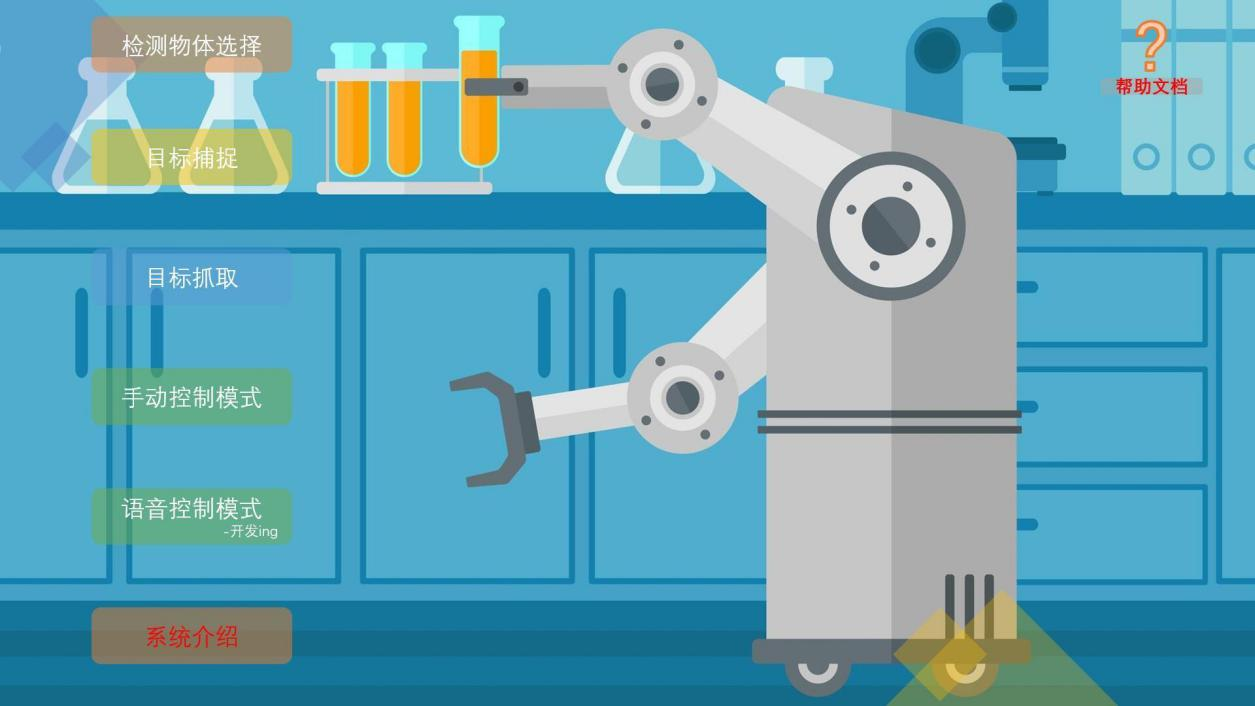 检测物体选择
帮助文档
目标捕捉
目标抓取
手动控制模式
语音控制模式
-开发ing
系统介绍